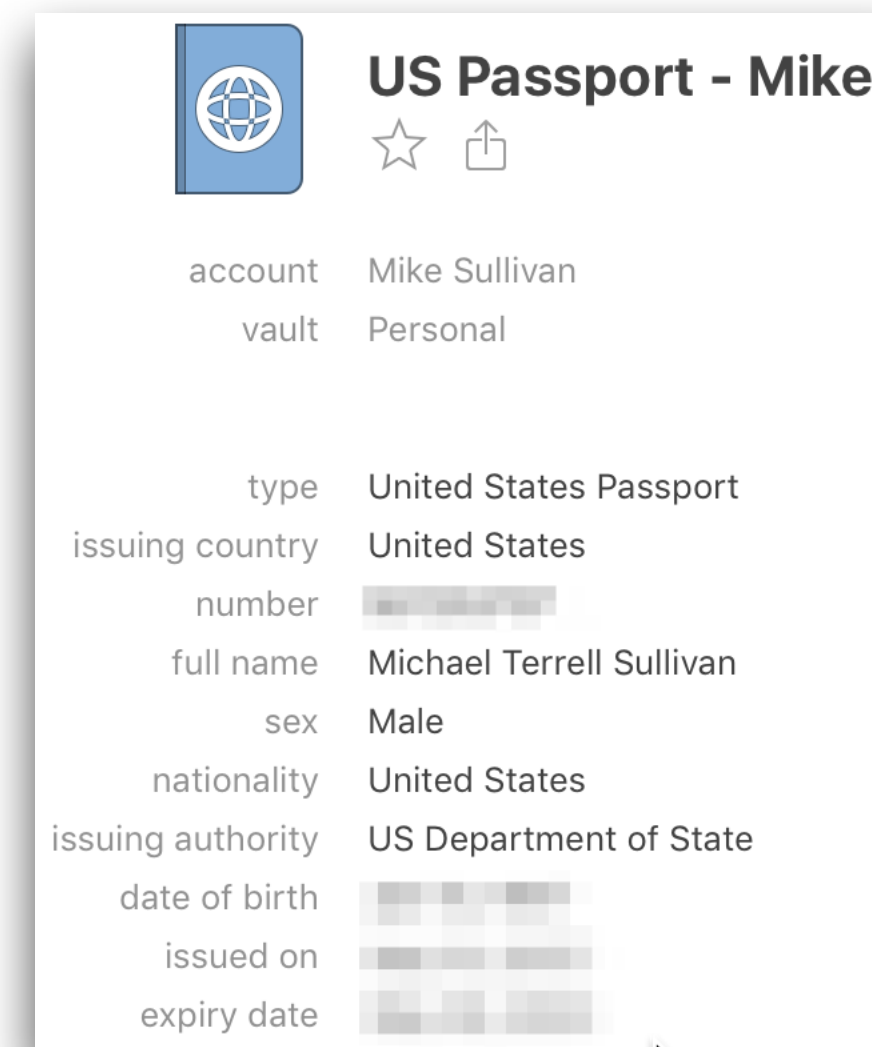 US Passport - Mike
account Mike Sullivan
vault Personal
type United States Passport
issuing country United States
number
full name Michael Terrell Sullivan
sex Male
nationality United States
issuing authority US Department of State
date of birth
issued on
expiry date